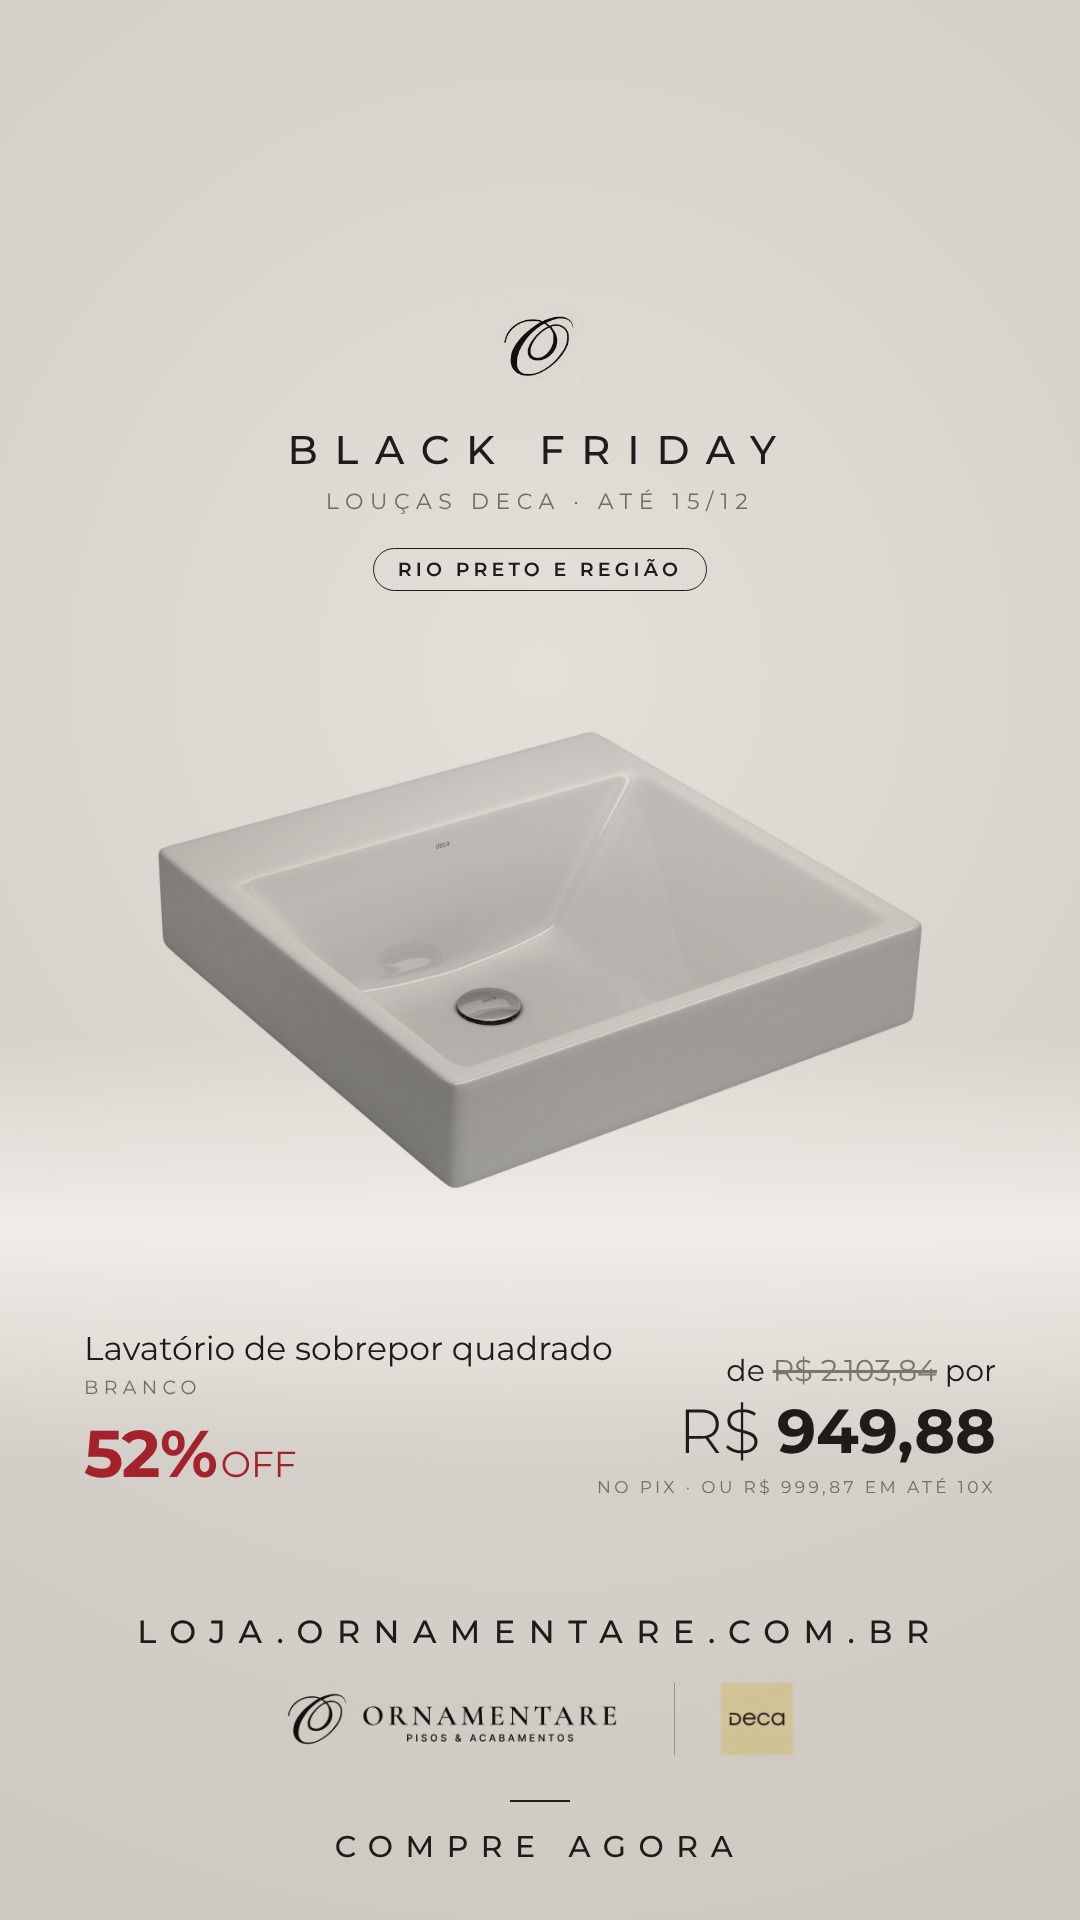 BLACK FRIDAY
LOUÇAS DECA · ATÉ 15/12
RIO PRETO E REGIÃO
deca
Lavatório de sobrepor quadrado
BRANCO
52% OFF
de R$ 2.103,84 por
R$ 949,88
NO PIX · OU R$ 999,87 EM ATÉ 10X
LOJA.ORNAMENTARE.COM.BR
ORNAMENTARE
PISOS & ACABAMENTOS
Deca
COMPRE AGORA